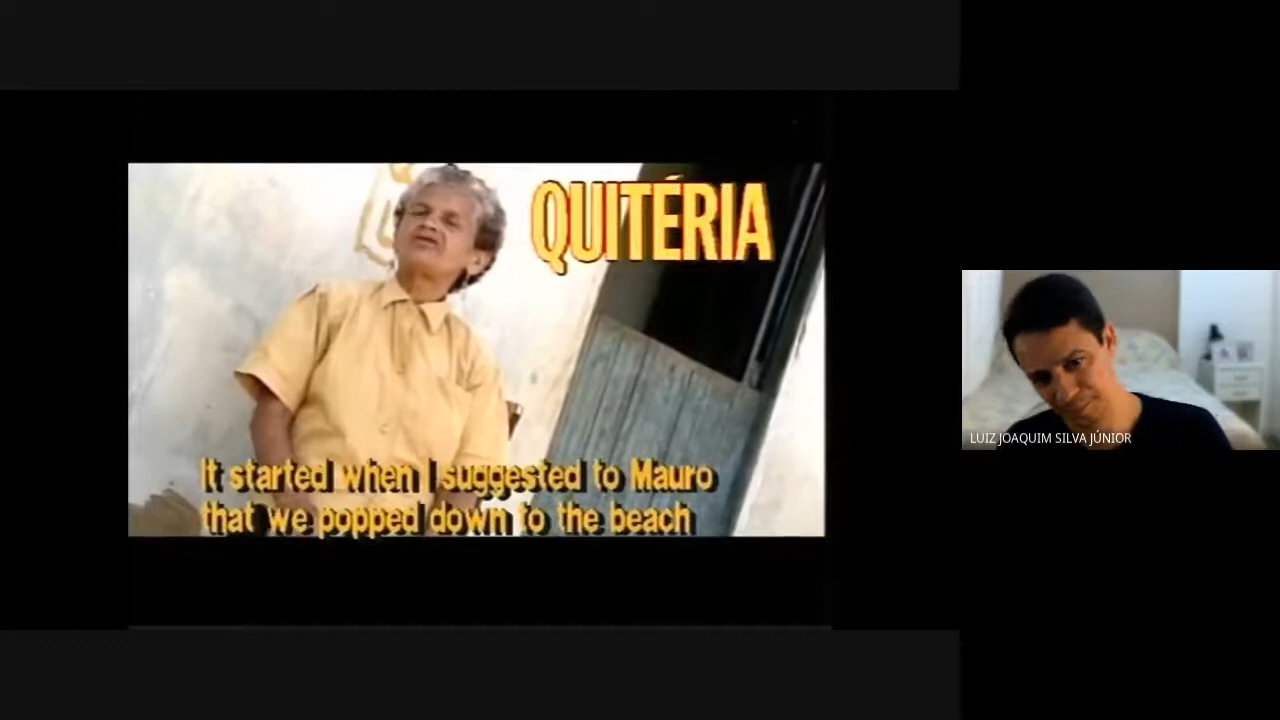 QUITÉRIA
It started when I suggested to Mauro
that we popped down to the beach
LUIZ JOAQUIM SILVA JÚNIOR